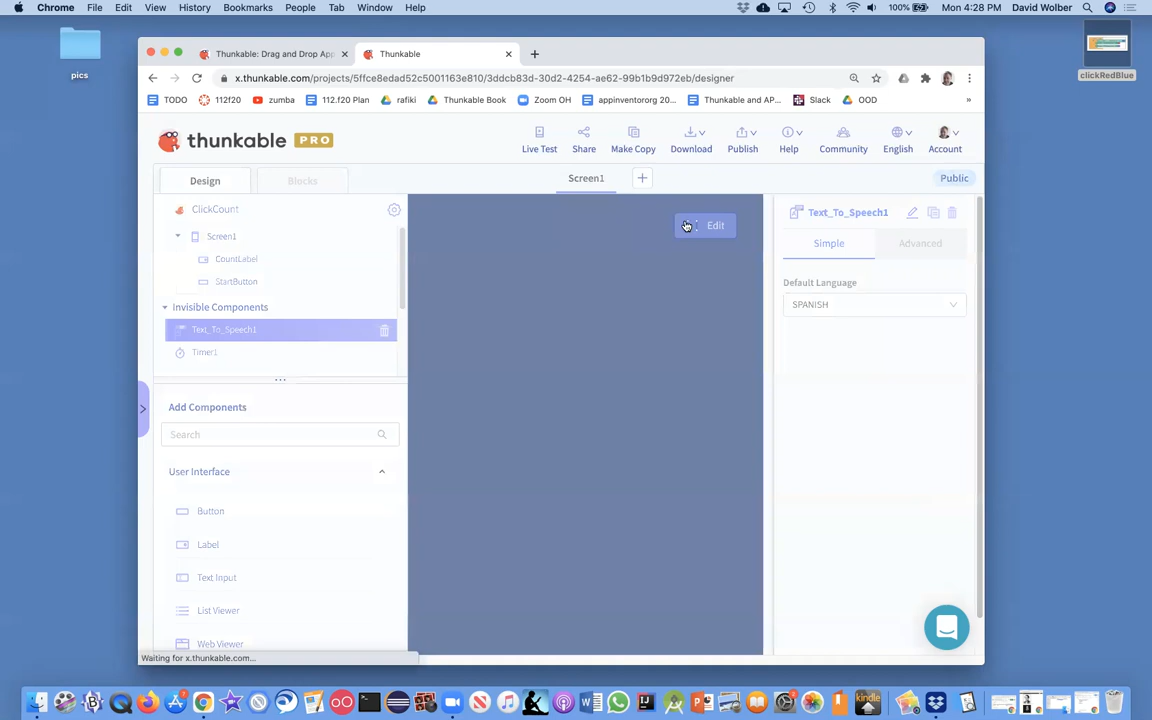 Chrome File Edit View History Bookmarks People Tab Window Help
100% Mon 4:28 PM David Wolber
pics
clickRedBlue
Thunkable: Drag and Drop App
Thunkable
x.thunkable.com/projects/5ffce8edad52c5001163e810/3ddcb83d-30d2-4254-ae62-99b1b9d972eb/designer
TODO 112f20 zumba 112.f20 Plan rafiki Thunkable Book Zoom OH appinventorg 20... Thunkable and AP... Slack OOD »
thunkable PRO
Live Test Share Make Copy Download Publish Help Community English Account
Design Blocks
Screen1
Public
ClickCount
Screen1
CountLabel
StartButton
Invisible Components
Text_To_Speech1
Timer1
Add Components
Search
User Interface
Button
Label
Text Input
List Viewer
Web Viewer
Edit
Text_To_Speech1
Simple Advanced
Default Language
SPANISH
Waiting for x.thunkable.com...
kindle